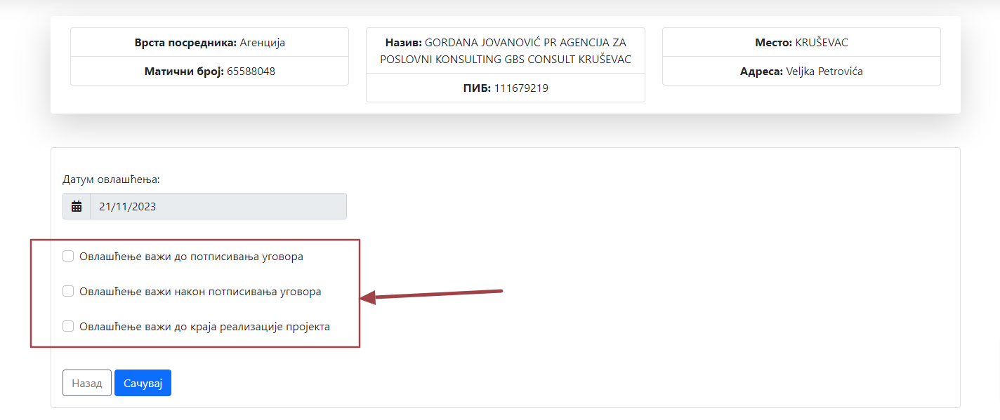 Врста посредника: Агенција
Матични број: 65588048
Назив: GORDANA JOVANOVIĆ PR AGENCIJA ZA
POSLOVNI KONSULTING GBS CONSULT KRUŠEVAC
ПИБ: 111679219
Место: KRUŠEVAC
Адреса: Veljka Petrovića
Датум овлашћења:
21/11/2023
Овлашћење важи до потписивања уговора
Овлашћење важи након потписивања уговора
Овлашћење важи до краја реализације пројекта
Назад
Сачувај